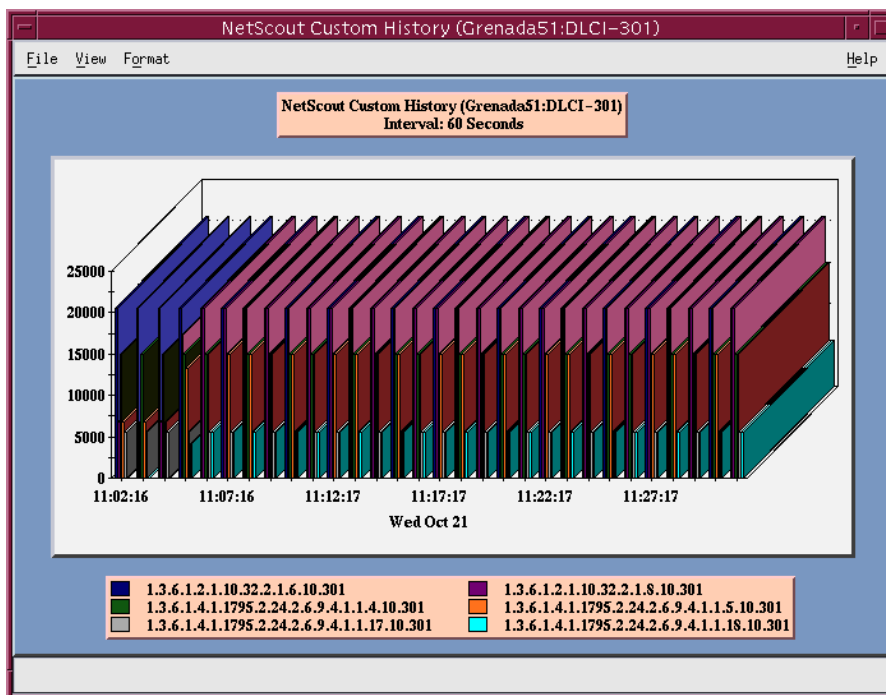 NetScout Custom History (Grenada51:DLCI-301)
File View Format Help
NetScout Custom History (Grenada51:DLCI-301)
Interval: 60 Seconds
25000
20000
15000
10000
5000
0
11:02:16 11:07:16 11:12:17 11:17:17 11:22:17 11:27:17
Wed Oct 21
1.3.6.1.2.1.10.32.2.1.6.10.301 1.3.6.1.2.1.10.32.2.1.8.10.301
1.3.6.1.4.1.1795.2.24.2.6.9.4.1.1.4.10.301 1.3.6.1.4.1.1795.2.24.2.6.9.4.1.1.5.10.301
1.3.6.1.4.1.1795.2.24.2.6.9.4.1.1.17.10.301 1.3.6.1.4.1.1795.2.24.2.6.9.4.1.1.18.10.301